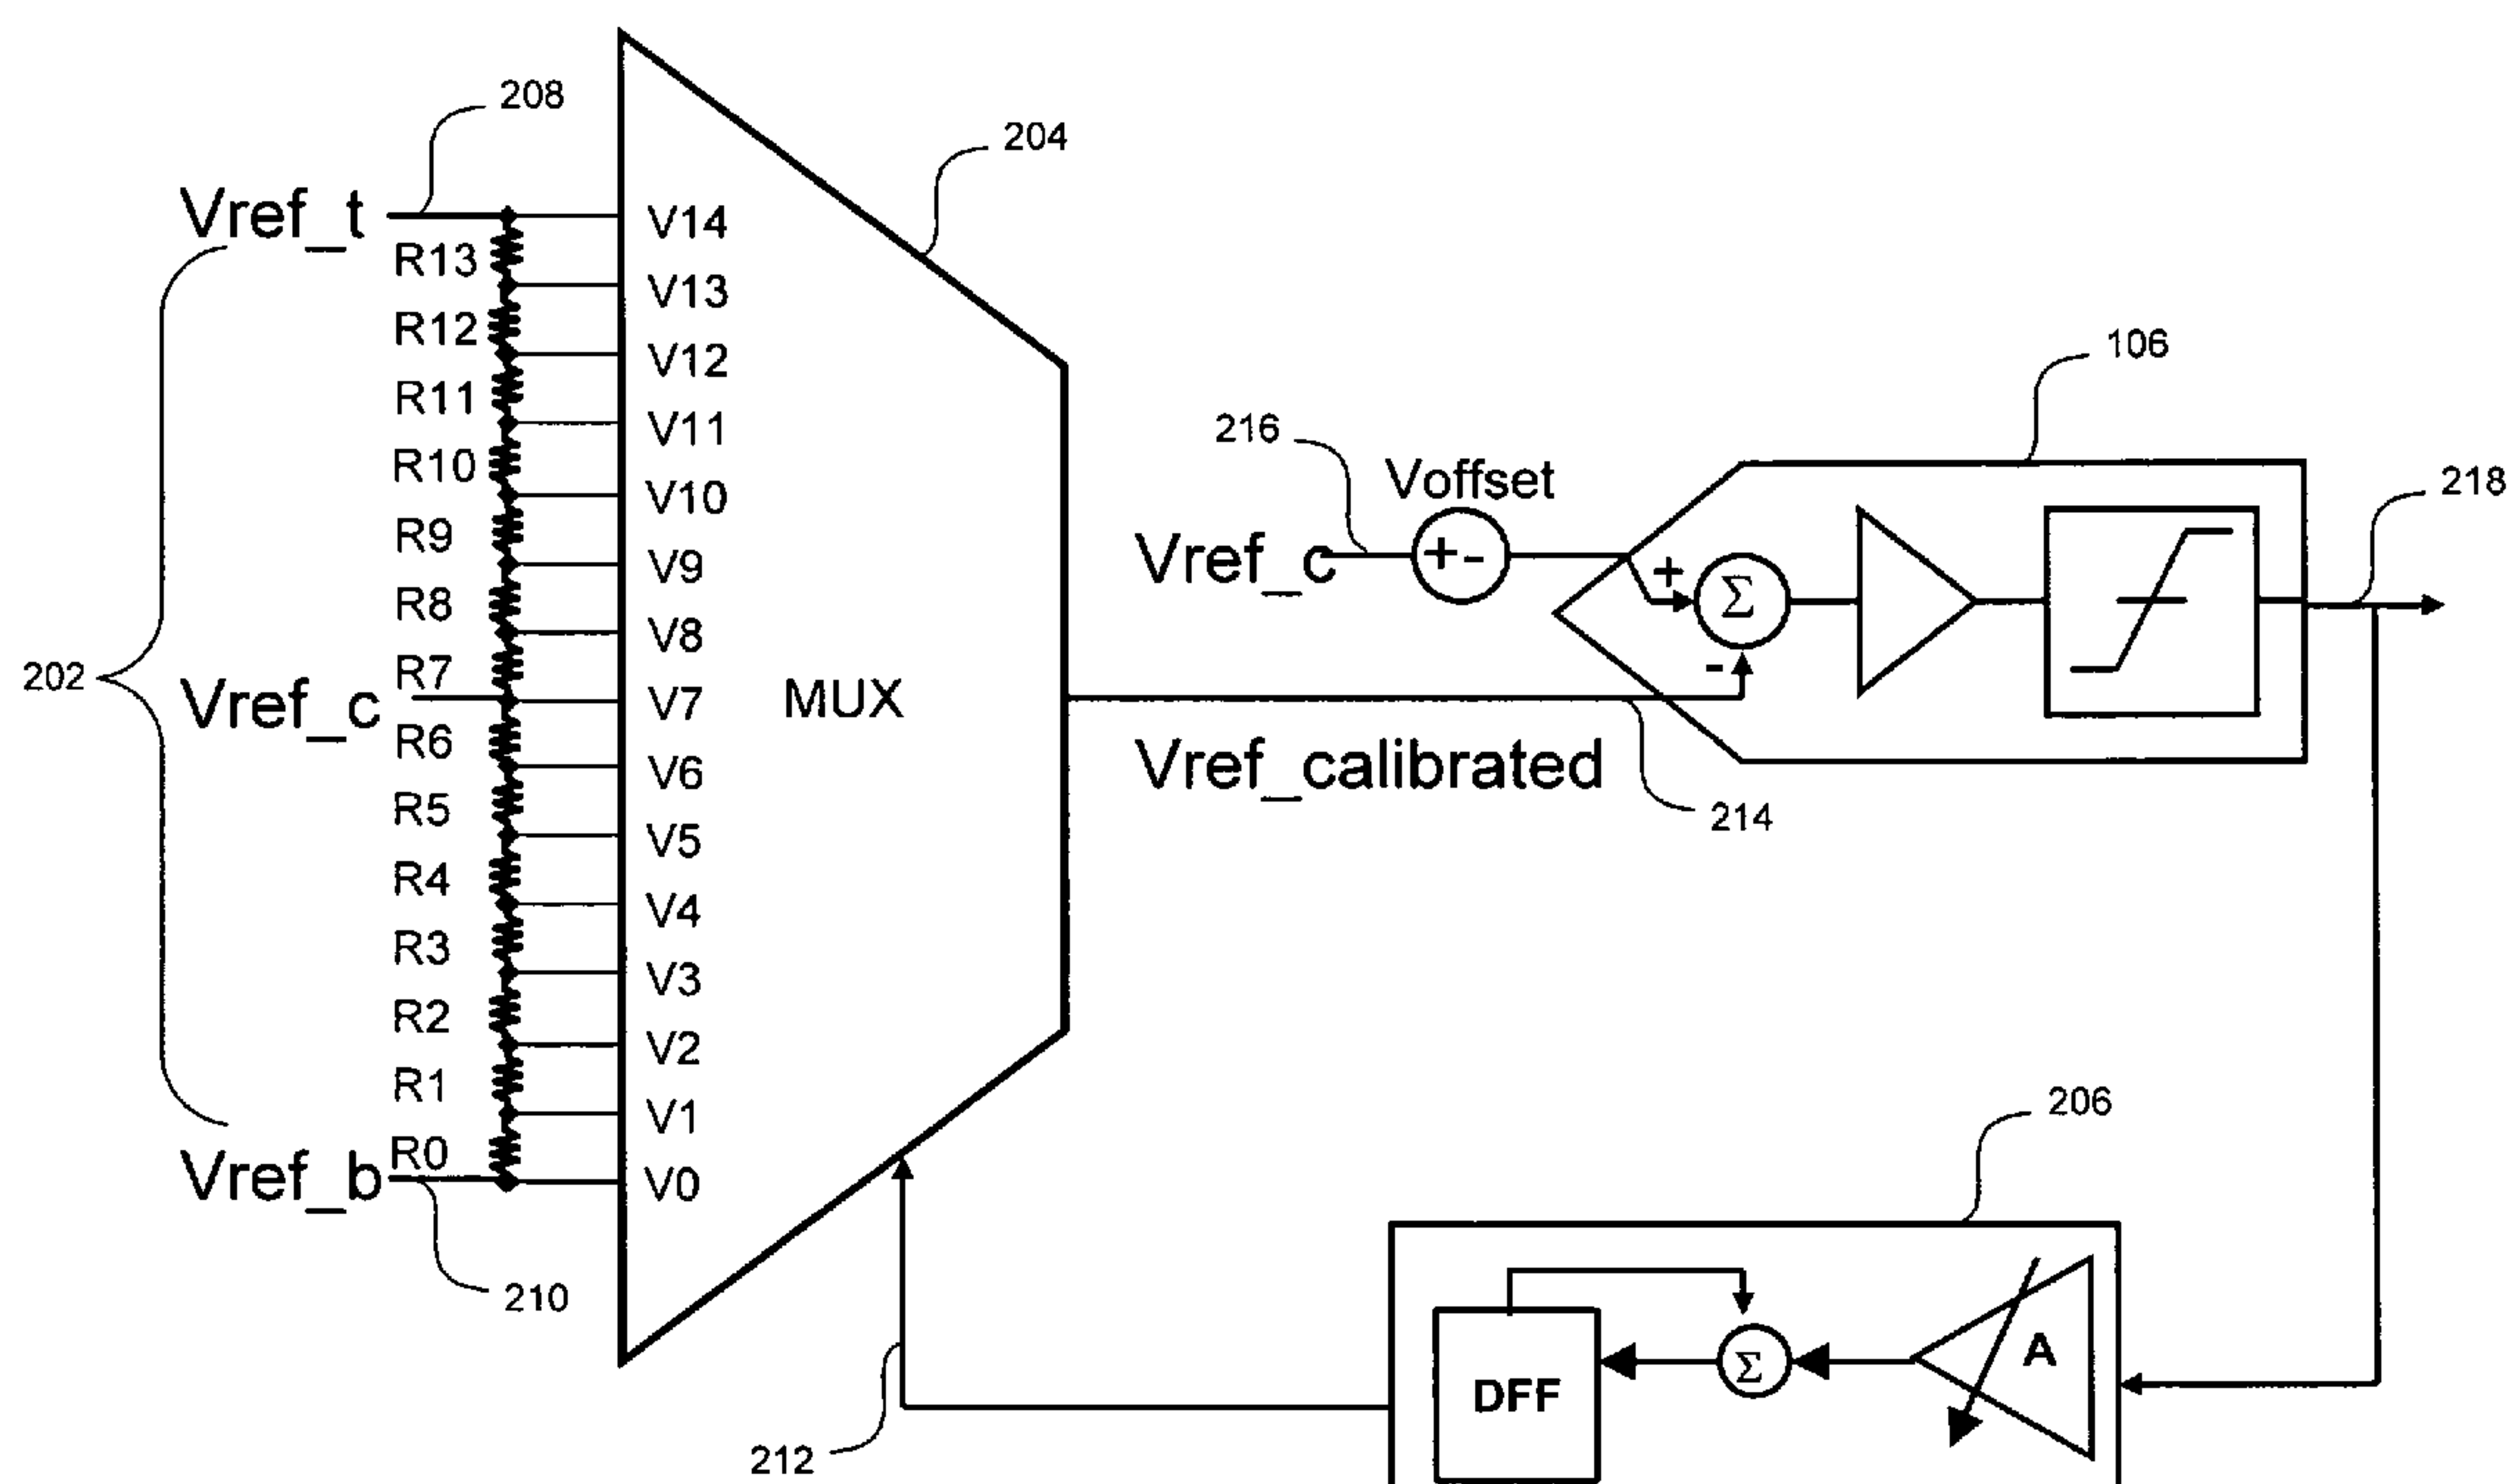 208
204
Vref_t
V14
R13
V13
R12
V12
R11
V11
R10
V10
R9
V9
R8
V8
R7
Vref_c
V7
MUX
R6
V6
R5
V5
R4
V4
R3
V3
R2
V2
R1
V1
R0
Vref_b
V0
202
210
212
106
216
Voffset
218
Vref_c
+ -
+
Σ
-
Vref_calibrated
214
206
A
Σ
DFF